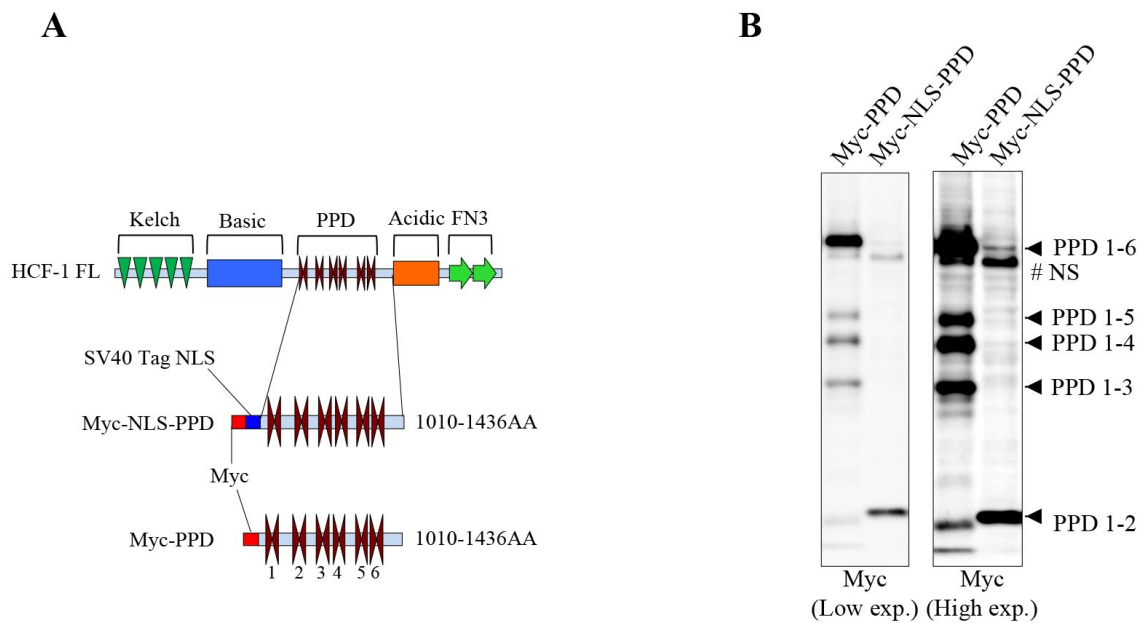 A
Kelch
Basic
PPD
Acidic FN3
HCF-1 FL
SV40 Tag NLS
Myc-NLS-PPD
1010-1436AA
Myc
Myc-PPD
1010-1436AA
1 2 3 4 5 6
B
Myc-PPD
Myc-NLS-PPD
Myc-PPD
Myc-NLS-PPD
PPD 1-6
# NS
PPD 1-5
PPD 1-4
PPD 1-3
PPD 1-2
Myc
(Low exp.)
Myc
(High exp.)